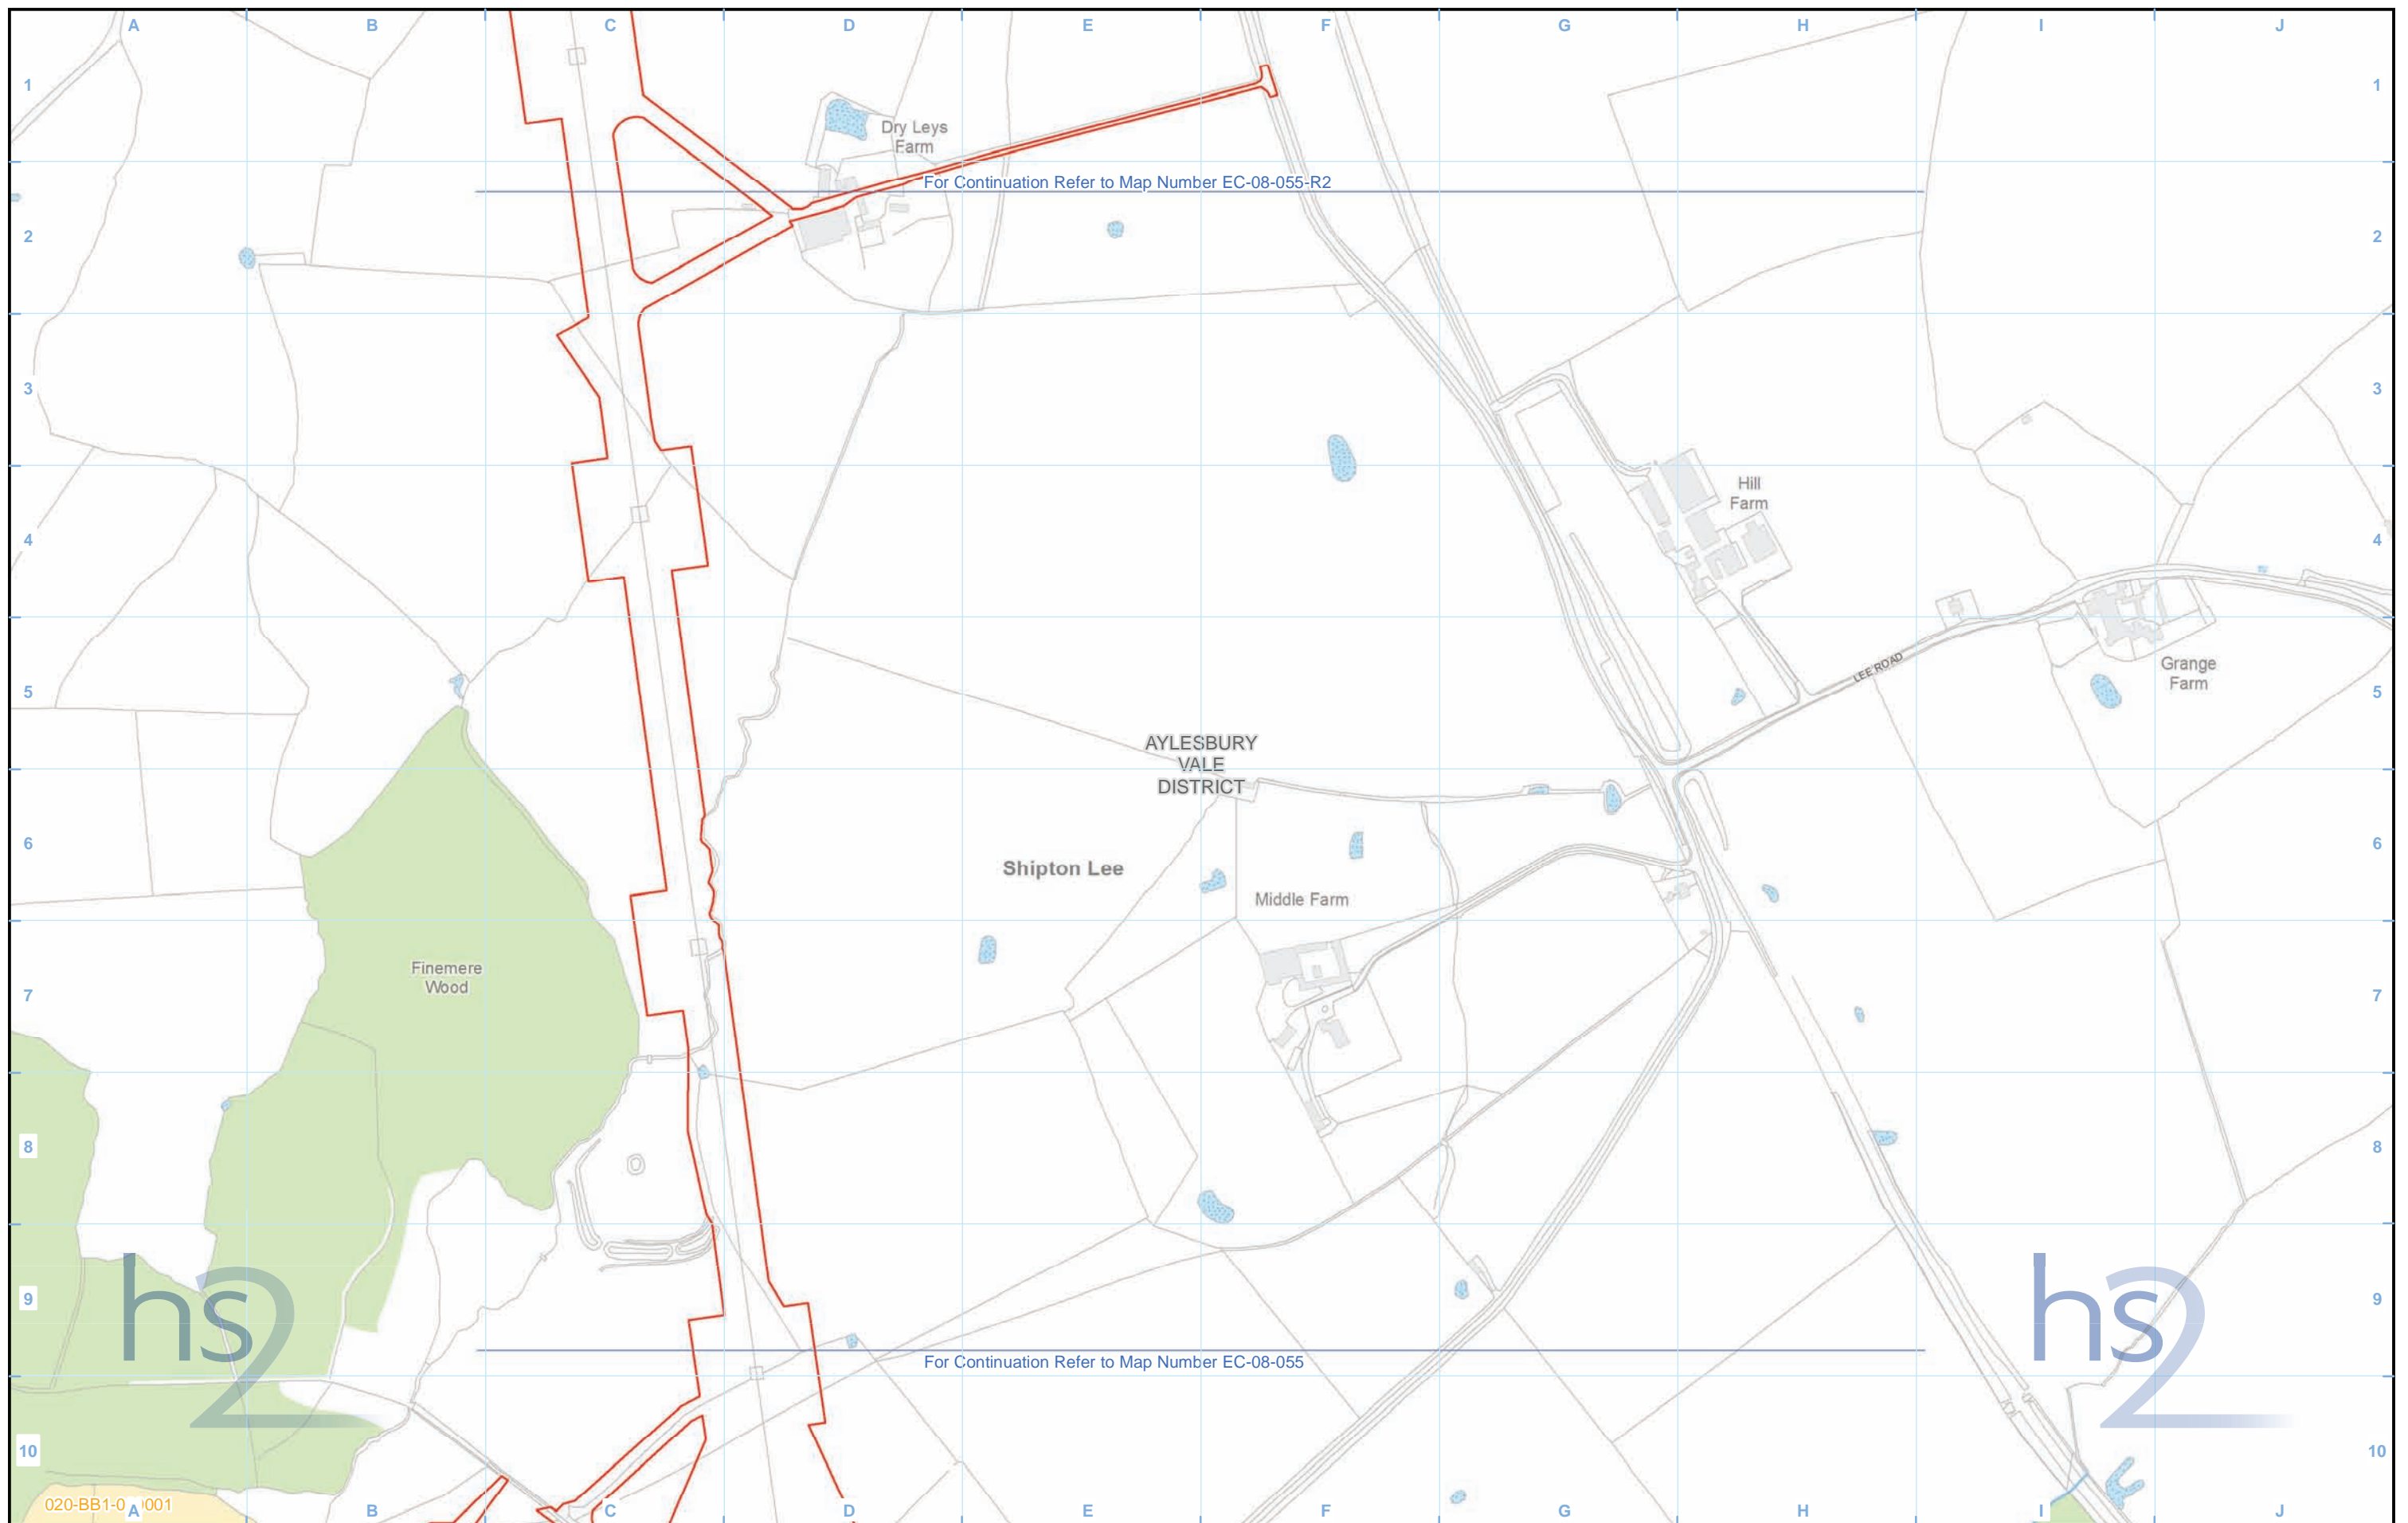 A B C D E F G H I J
1 1
Dry Leys
Farm
For Continuation Refer to Map Number EC-08-055-R2
2 2
3 3
Hill
Farm
4 4
LEE ROAD
Grange
Farm
5 5
AYLESBURY
VALE
DISTRICT
6 6
Shipton Lee
Middle Farm
Finemere
Wood
7 7
8 8
hs2 hs2
9 9
For Continuation Refer to Map Number EC-08-055
10 10
A B C D E F G H I J